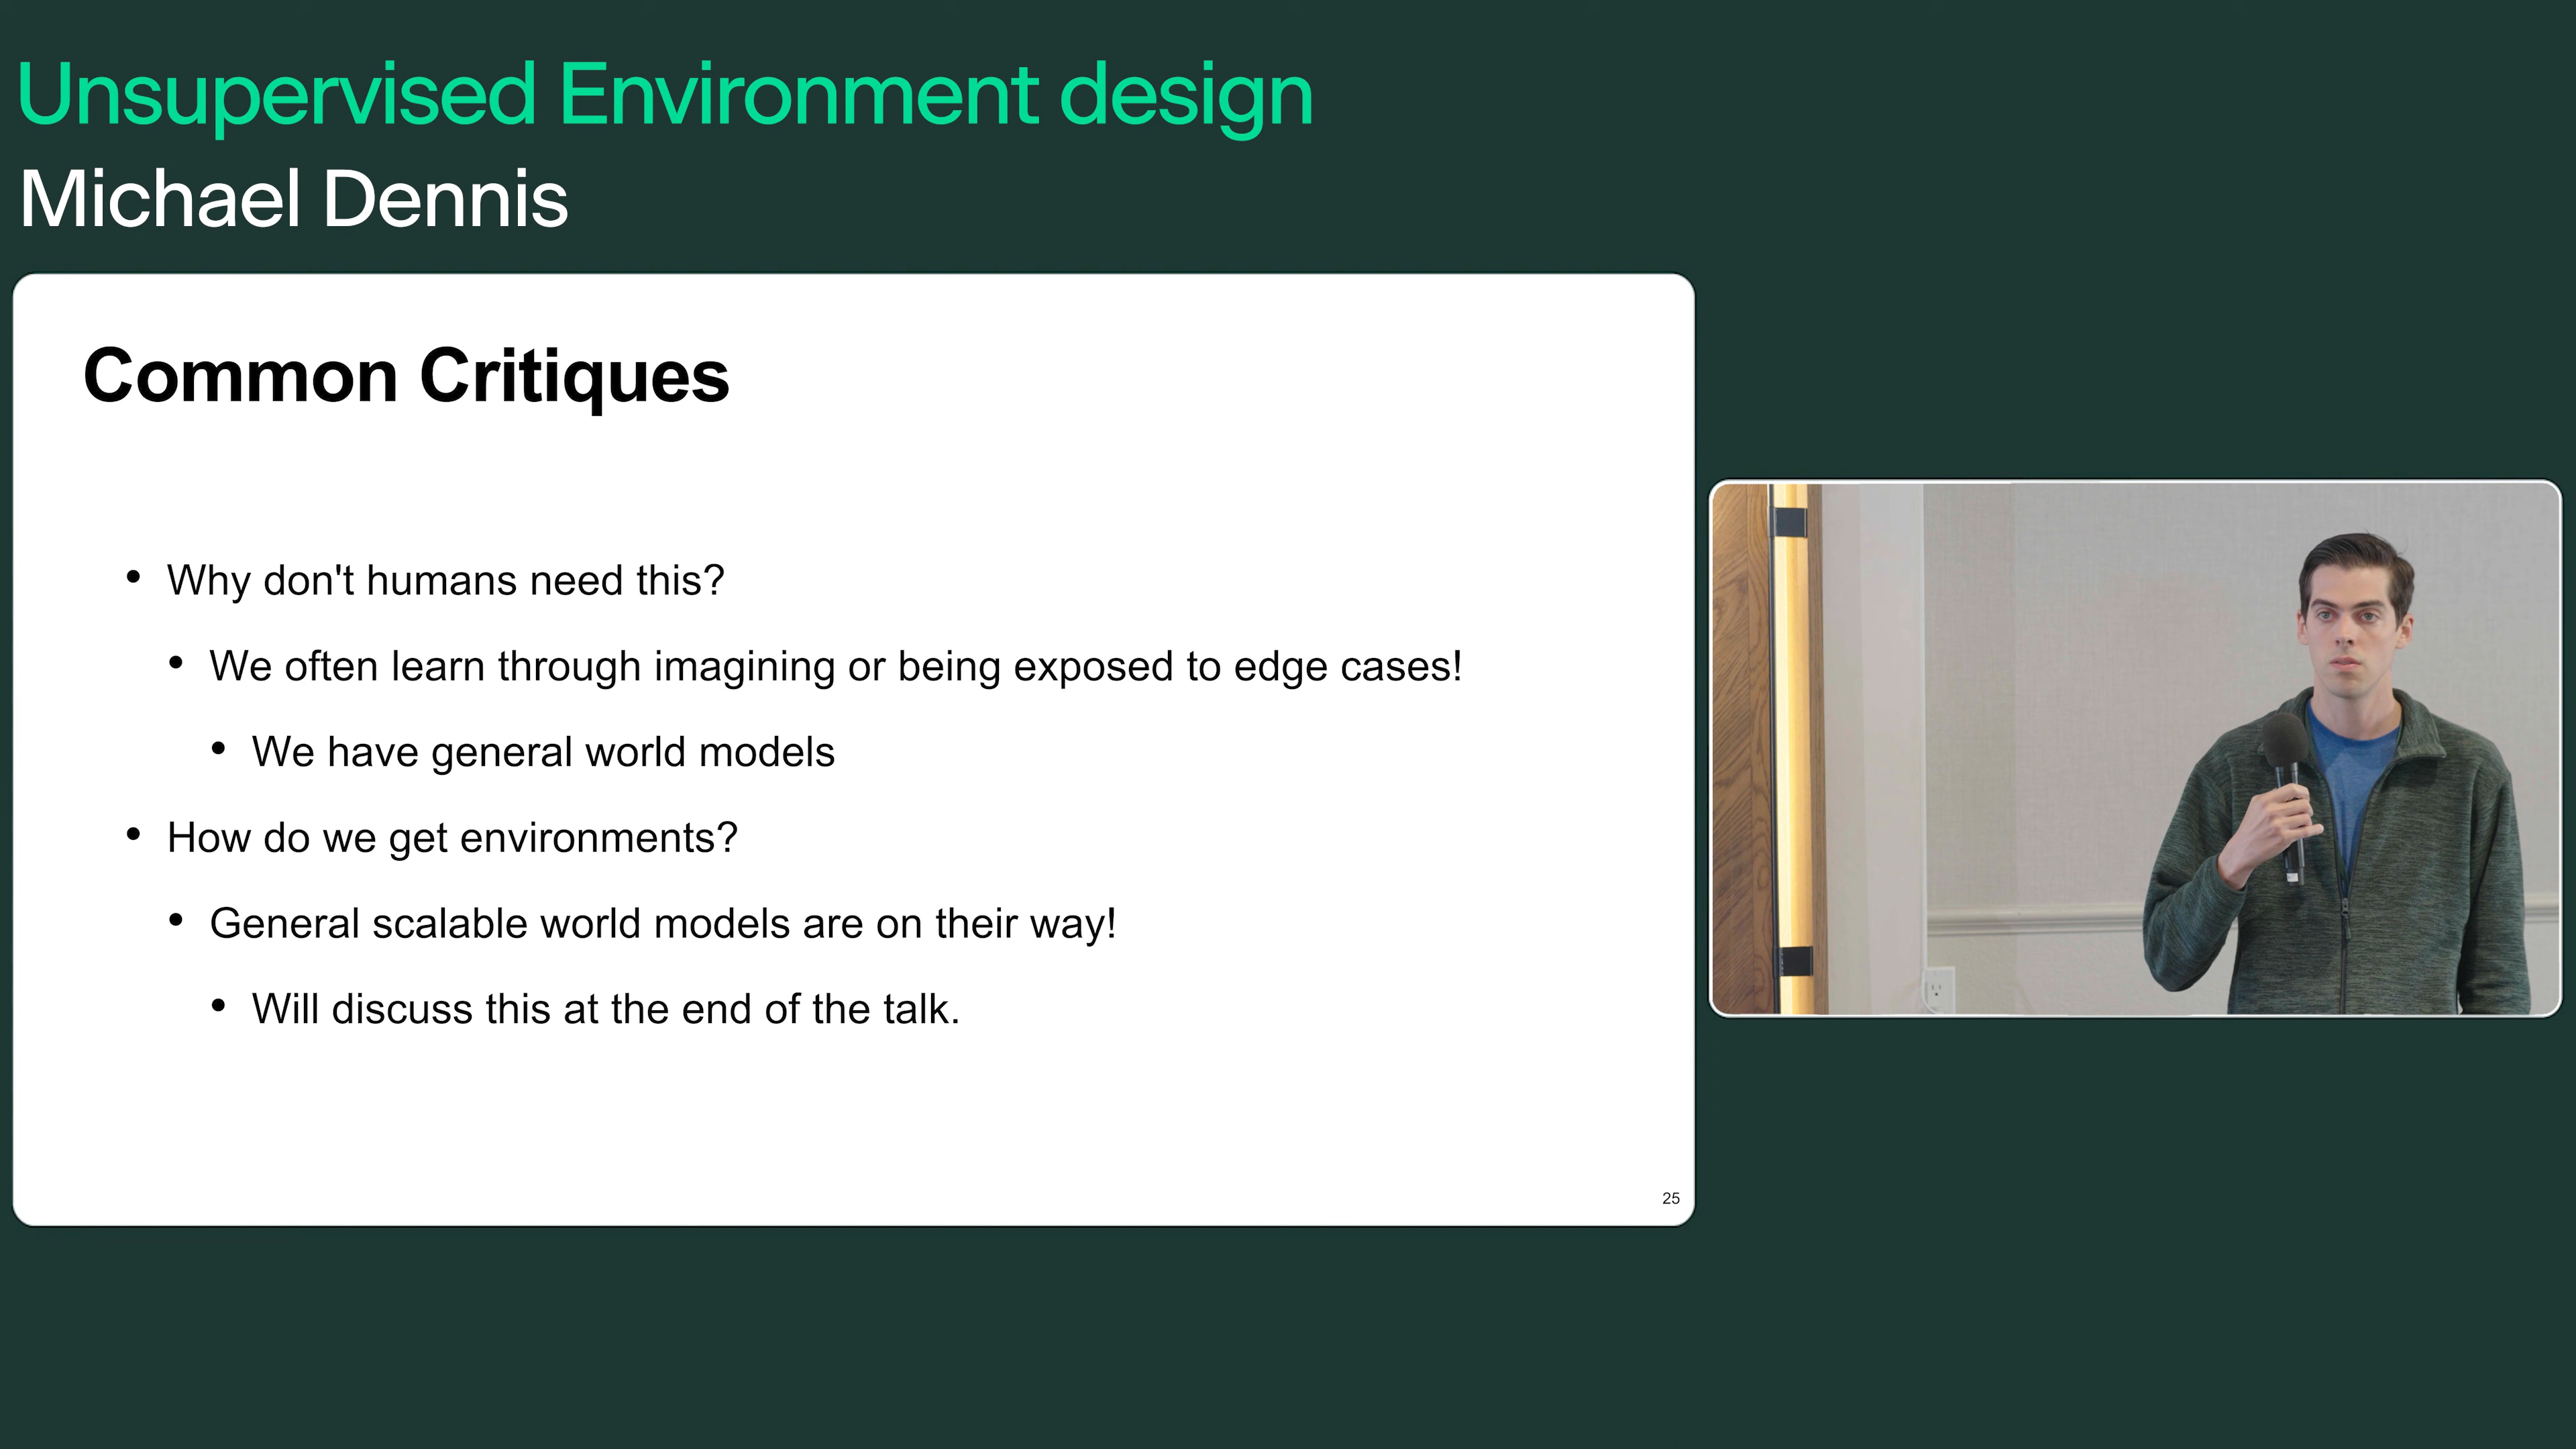 Unsupervised Environment design
Michael Dennis
Common Critiques
• Why don't humans need this?
• We often learn through imagining or being exposed to edge cases!
• We have general world models
• How do we get environments?
• General scalable world models are on their way!
• Will discuss this at the end of the talk.
25